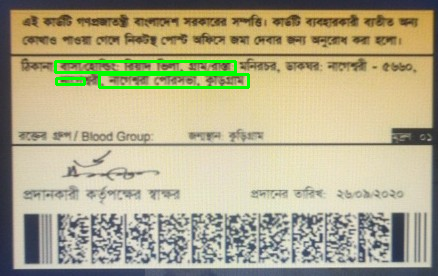 এই কার্ডটি গণপ্রজাতন্ত্রী বাংলাদেশ সরকারের সম্পত্তি। কার্ডটি ব্যবহারকারী ব্যতীত অন্য
কোথাও পাওয়া গেলে নিকটস্থ পোস্ট অফিসে জমা দেবার জন্য অনুরোধ করা হলো।
ঠিকানা: বাসা/হোল্ডিং: রিয়াদ ভিলা, গ্রাম/রাস্তা: মনিরচর, ডাকঘর: নাগেশ্বরী - ৫৬৬০,
নাগেশ্বরী পৌরসভা, কুড়িগ্রাম
রক্তের গ্রুপ / Blood Group: জন্মস্থান: কুড়িগ্রাম মুদ্রণ: ০১
প্রদানকারী কর্তৃপক্ষের স্বাক্ষর প্রদানের তারিখ: ২৬/০৯/২০২০